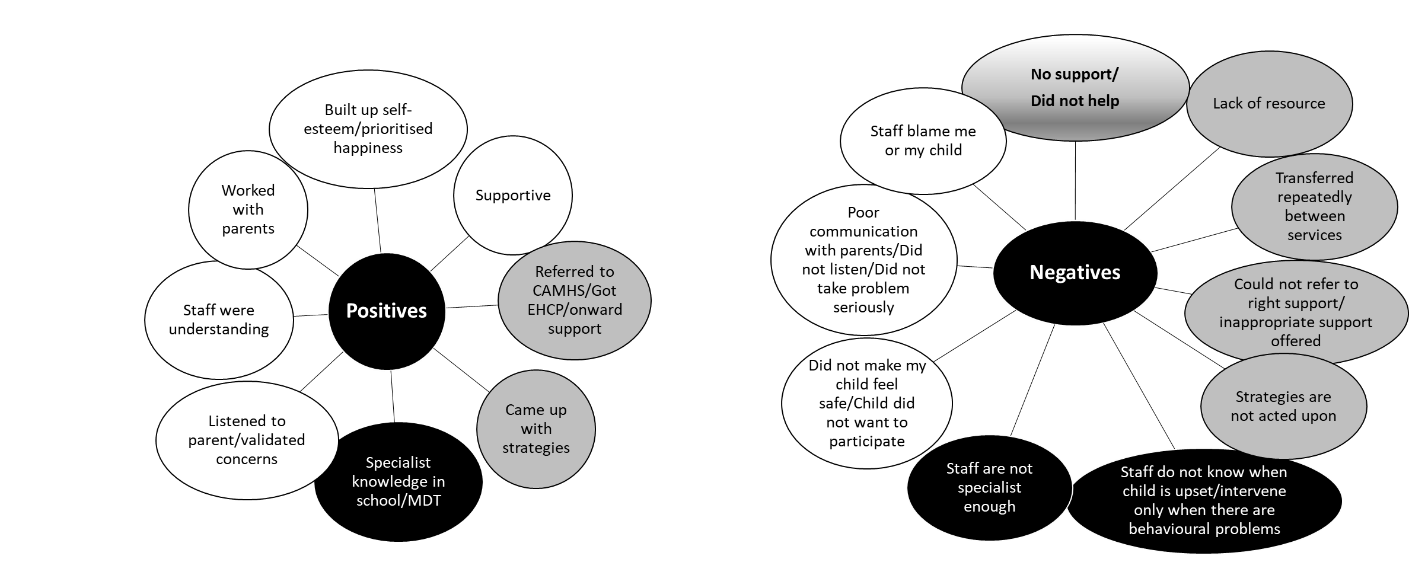 Built up self-
esteem/prioritised
happiness
Supportive
Referred to
CAMHS/Got
EHCP/onward
support
Came up
with
strategies
Specialist
knowledge in
school/MDT
Listened to
parent/validated
concerns
Staff were
understanding
Worked
with
parents
Positives
No support/
Did not help
Lack of resource
Transferred
repeatedly
between
services
Could not refer to
right support/
inappropriate support
offered
Strategies are
not acted upon
Staff do not know when
child is upset/intervene
only when there are
behavioural problems
Staff are not
specialist
enough
Did not make my
child feel
safe/Child did
not want to
participate
Poor
communication
with parents/Did
not listen/Did not
take problem
seriously
Staff blame me
or my child
Negatives